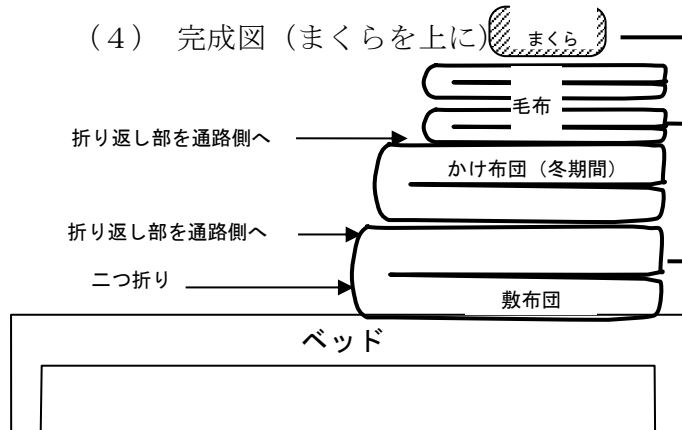 (4) 完成図(まくらを上に)
まくら
毛布
折り返し部を通路側へ
かけ布団(冬期間)
折り返し部を通路側へ
二つ折り
敷布団
ベッド